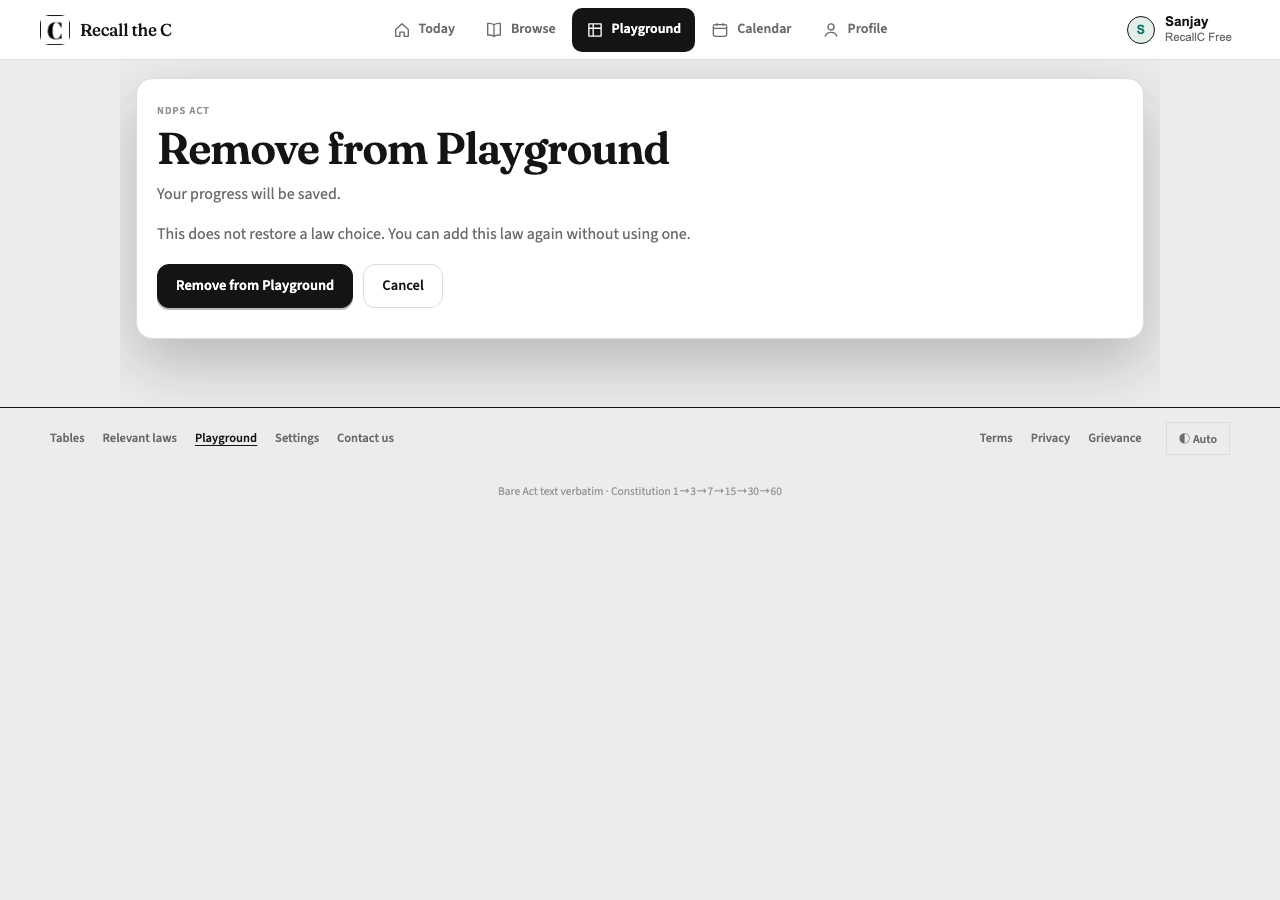 C Recall the C
Today
Browse
Playground
Calendar
Profile
S
Sanjay
RecallC Free
NDPS ACT
Remove from Playground
Your progress will be saved.
This does not restore a law choice. You can add this law again without using one.
Remove from Playground
Cancel
Tables
Relevant laws
Playground
Settings
Contact us
Terms
Privacy
Grievance
Auto
Bare Act text verbatim · Constitution 1→3→7→15→30→60